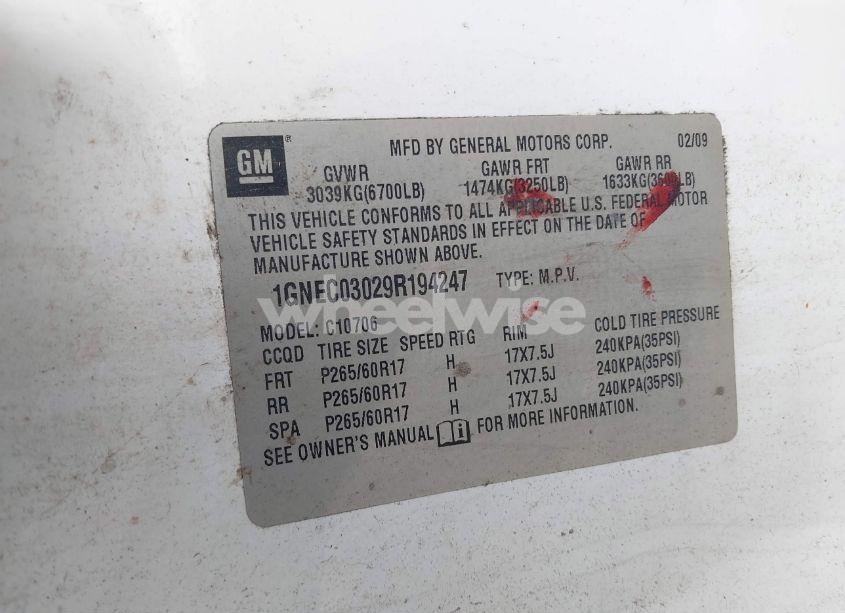 MFD BY GENERAL MOTORS CORP. 02/09
GM®
GVWR GAWR FRT GAWR RR
3039KG(6700LB) 1474KG(3250LB) 1633KG(3600LB)
THIS VEHICLE CONFORMS TO ALL APPLICABLE U.S. FEDERAL MOTOR
VEHICLE SAFETY STANDARDS IN EFFECT ON THE DATE OF
MANUFACTURE SHOWN ABOVE.
1GNEC03029R194247 TYPE: M.P.V.
wheelwise
MODEL: C10706
CCQD TIRE SIZE SPEED RTG RIM COLD TIRE PRESSURE
FRT P265/60R17 H 17X7.5J 240KPA(35PSI)
RR P265/60R17 H 17X7.5J 240KPA(35PSI)
SPA P265/60R17 H 17X7.5J 240KPA(35PSI)
SEE OWNER'S MANUAL FOR MORE INFORMATION.